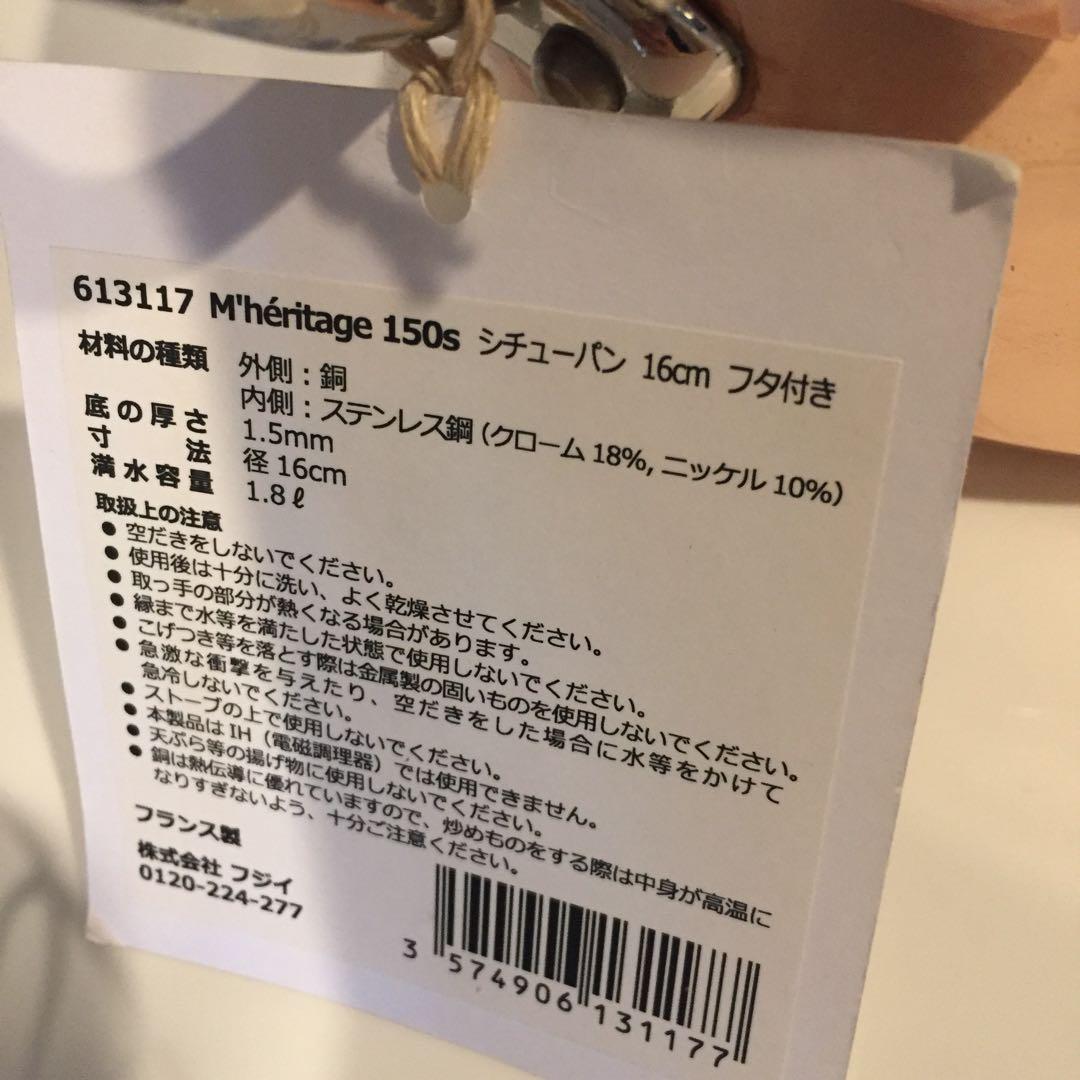 613117 M'héritage 150s シチューパン 16cm フタ付き
材料の種類 外側：銅
内側：ステンレス鋼（クローム 18%, ニッケル 10%）
底の厚さ 1.5mm
寸法 径 16cm
満水容量 1.8ℓ
取扱上の注意
● 空だきをしないでください。
● 使用後は十分に洗い、よく乾燥させてください。
● 取っ手の部分が熱くなる場合があります。
● 縁まで水等を満たした状態で使用しないでください。
● こげつき等を落とす際は金属製の固いものを使用しないでください。
● 急激な衝撃を与えたり、空だきをした場合に水等をかけて
急冷しないでください。
● ストーブの上で使用しないでください。
● 本製品は IH（電磁調理器）では使用できません。
● 天ぷら等の揚げ物に使用しないでください。
● 銅は熱伝導に優れていますので、炒めものをする際は中身が高温に
なりすぎないよう、十分ご注意ください。
フランス製
株式会社 フジイ
0120-224-277
3 574906 131177